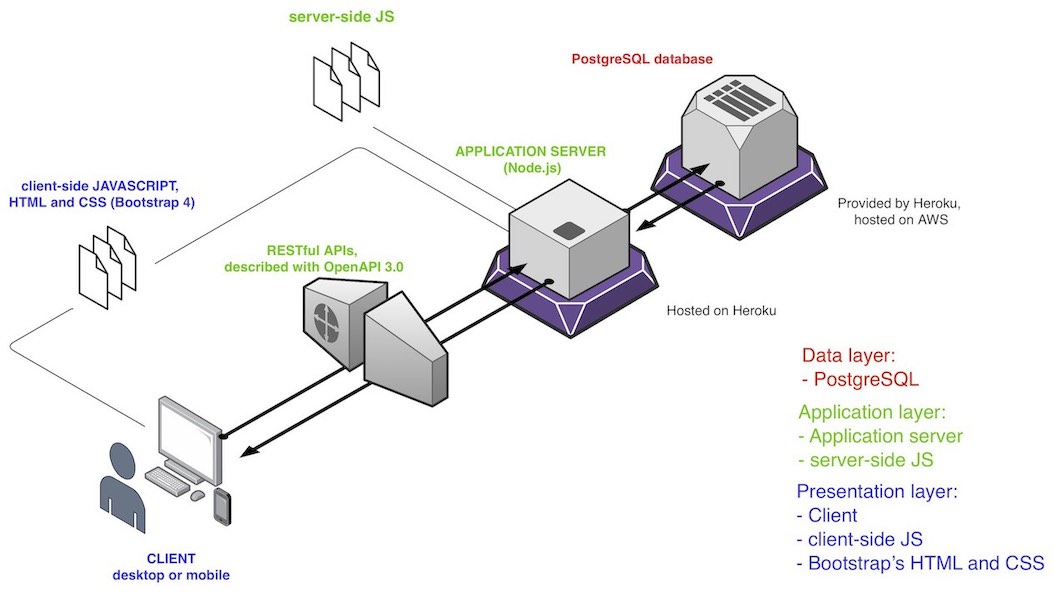 server-side JS
PostgreSQL database
APPLICATION SERVER
(Node.js)
client-side JAVASCRIPT,
HTML and CSS (Bootstrap 4)
Provided by Heroku,
hosted on AWS
RESTful APIs,
described with OpenAPI 3.0
Hosted on Heroku
Data layer:
- PostgreSQL
Application layer:
- Application server
- server-side JS
Presentation layer:
- Client
- client-side JS
- Bootstrap's HTML and CSS
CLIENT
desktop or mobile